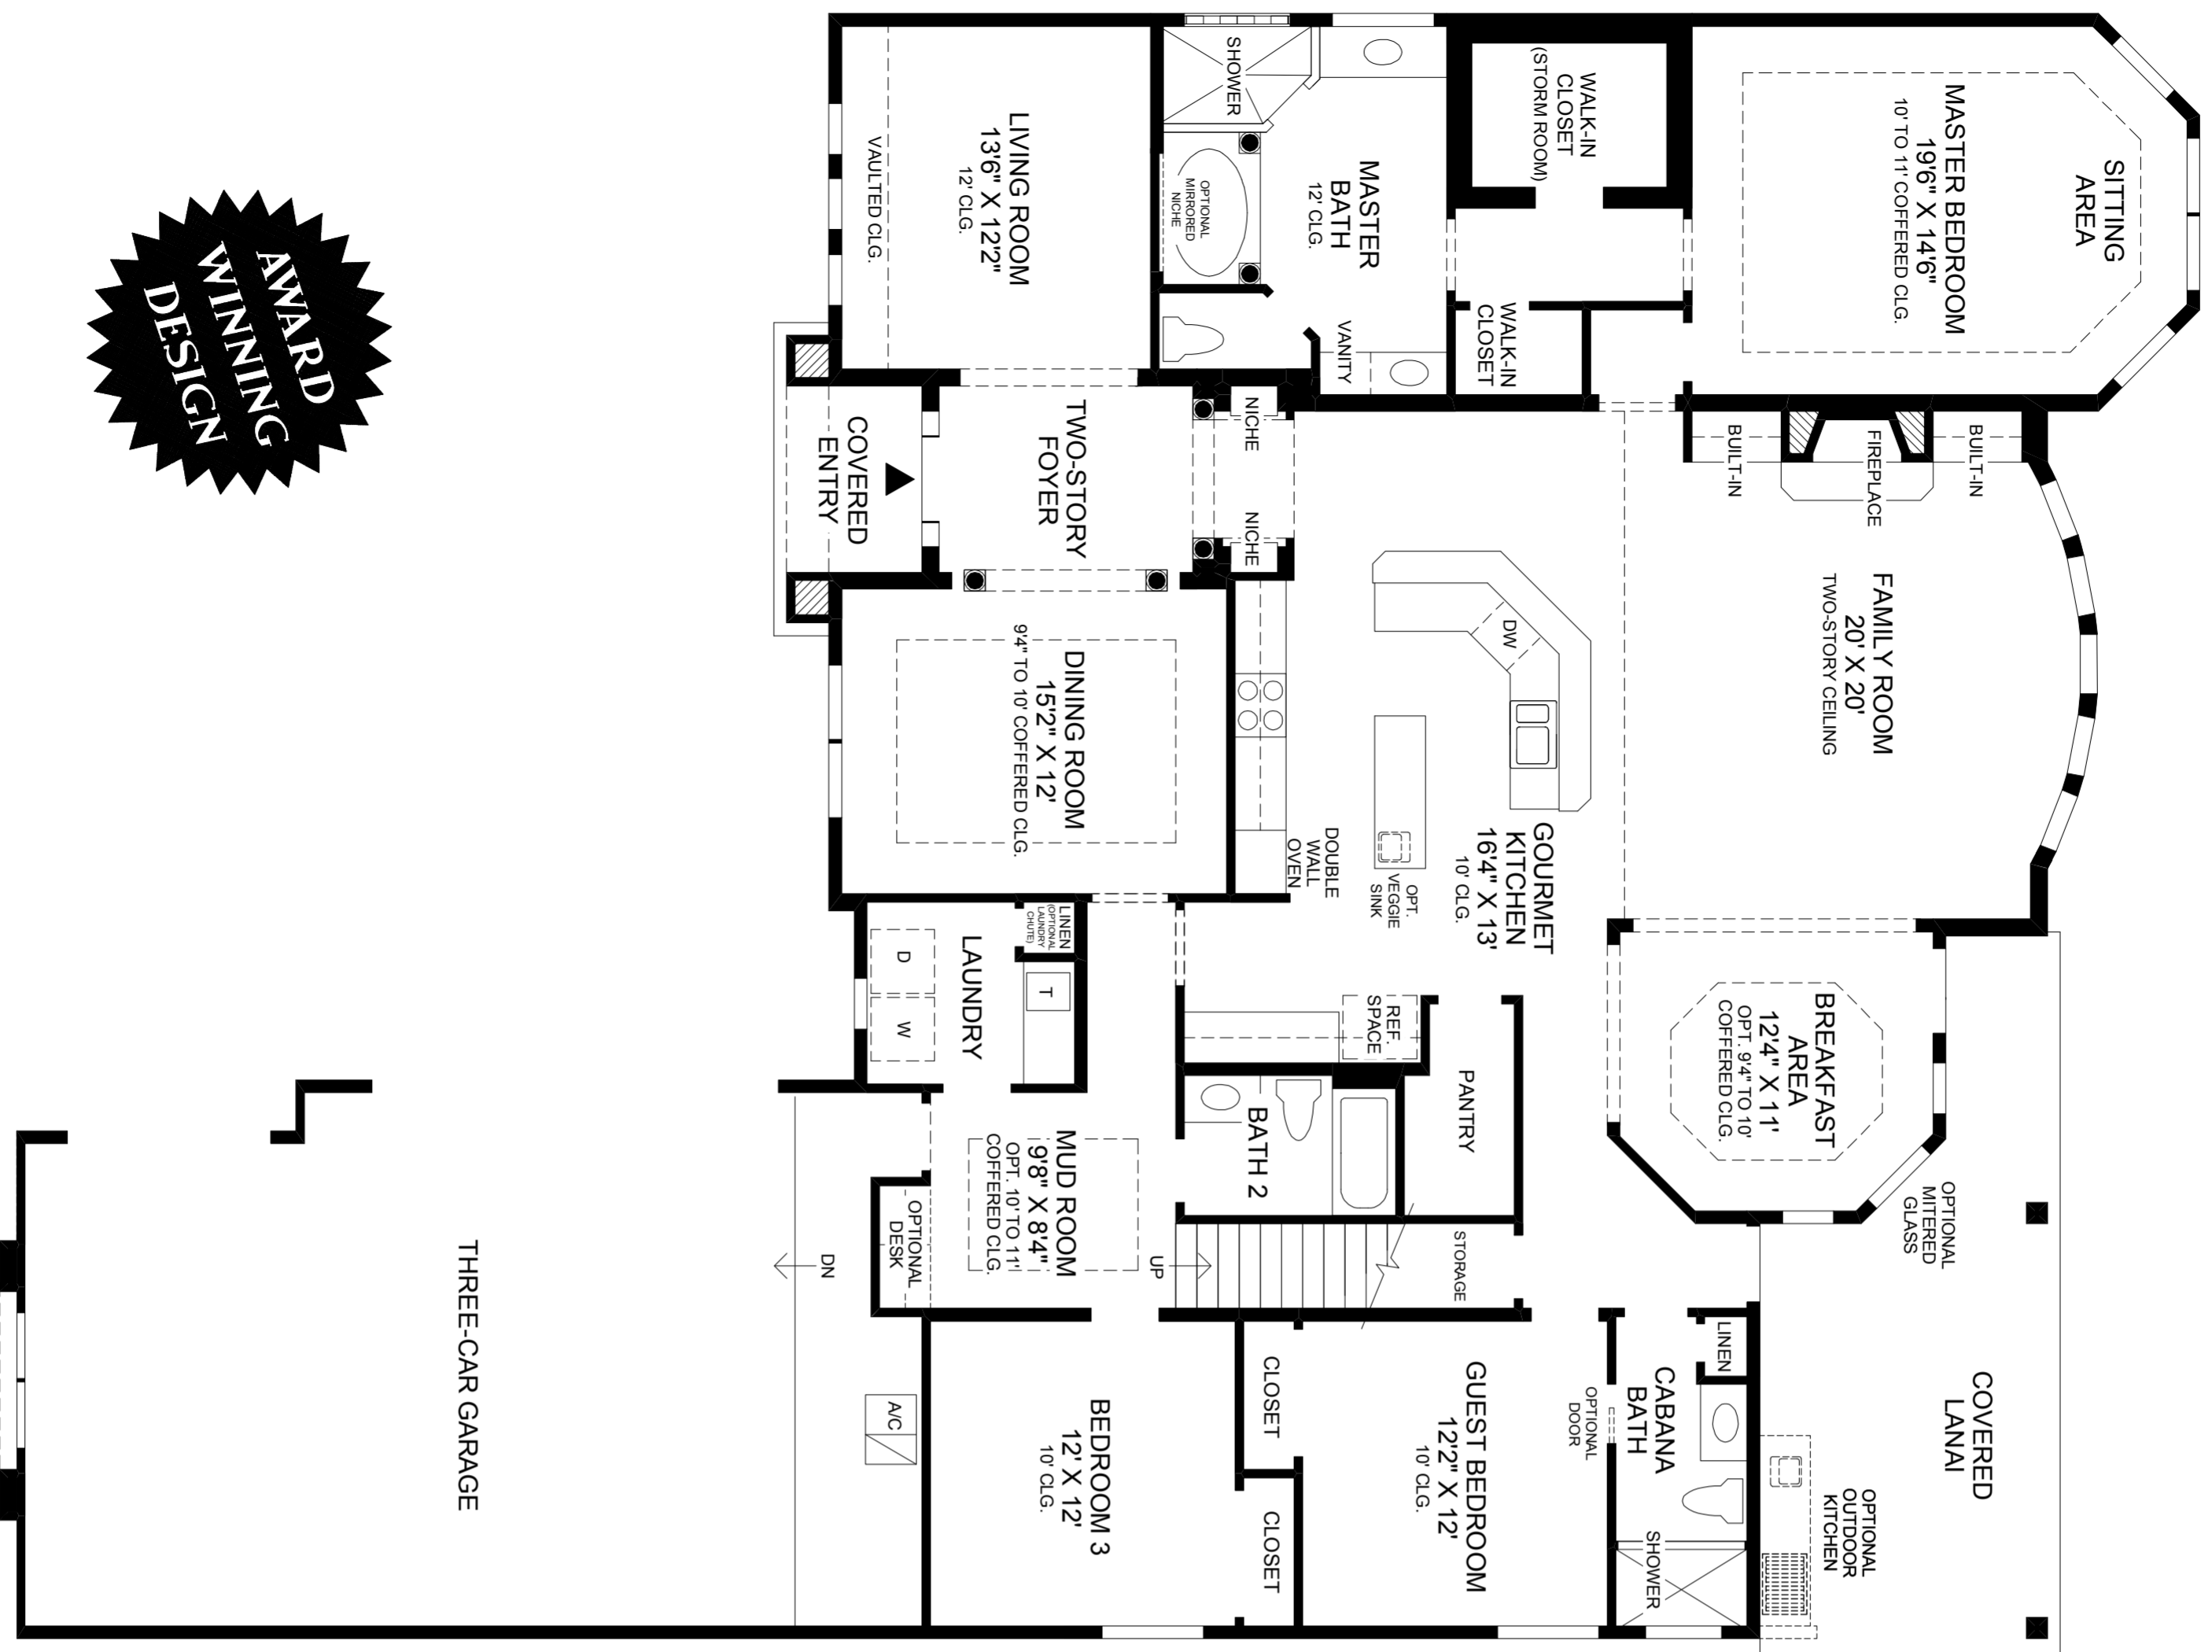 SITTING
AREA
MASTER BEDROOM
19'6" X 14'6"
10' TO 11' COFFERED CLG.
BUILT-IN
FIREPLACE
BUILT-IN
FAMILY ROOM
20' X 20'
TWO-STORY CEILING
BREAKFAST
AREA
12'4" X 11'
OPT. 9'4" TO 10'
COFFERED CLG.
OPTIONAL
MITERED
GLASS
COVERED
LANAI
OPTIONAL
OUTDOOR
KITCHEN
WALK-IN
CLOSET
(STORM ROOM)
WALK-IN
CLOSET
MASTER
BATH
12' CLG.
VANITY
SHOWER
OPTIONAL
MIRRORED
NICHE
NICHE
NICHE
DW
GOURMET
KITCHEN
16'4" X 13'
10' CLG.
OPT.
VEGGIE
SINK
DOUBLE
WALL
OVEN
REF.
SPACE
PANTRY
STORAGE
LINEN
CABANA
BATH
SHOWER
OPTIONAL
DOOR
GUEST BEDROOM
12'2" X 12'
10' CLG.
CLOSET
CLOSET
BATH 2
UP
LIVING ROOM
13'6" X 12'2"
12' CLG.
VAULTED CLG.
TWO-STORY
FOYER
COVERED
ENTRY
DINING ROOM
15'2" X 12'
9'4" TO 10' COFFERED CLG.
LINEN
(OPTIONAL
LAUNDRY
CHUTE)
T
LAUNDRY
D
W
MUD ROOM
9'8" X 8'4"
OPT. 10' TO 11'
COFFERED CLG.
OPTIONAL
DESK
BEDROOM 3
12' X 12'
10' CLG.
A/C
DN
THREE-CAR GARAGE
AWARD
WINNING
DESIGN